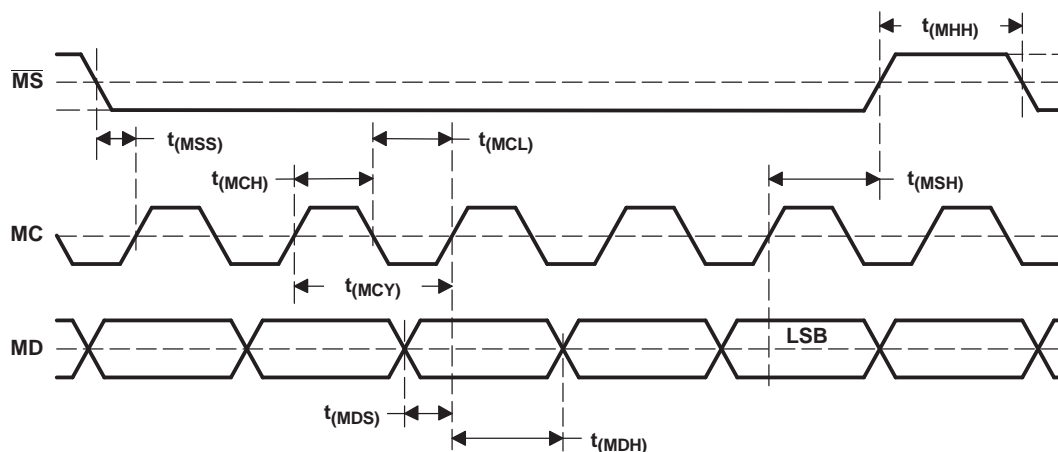 t(MHH)
MS
t(MSS)
t(MCL)
t(MCH)
t(MSH)
MC
t(MCY)
MD
LSB
t(MDS)
t(MDH)